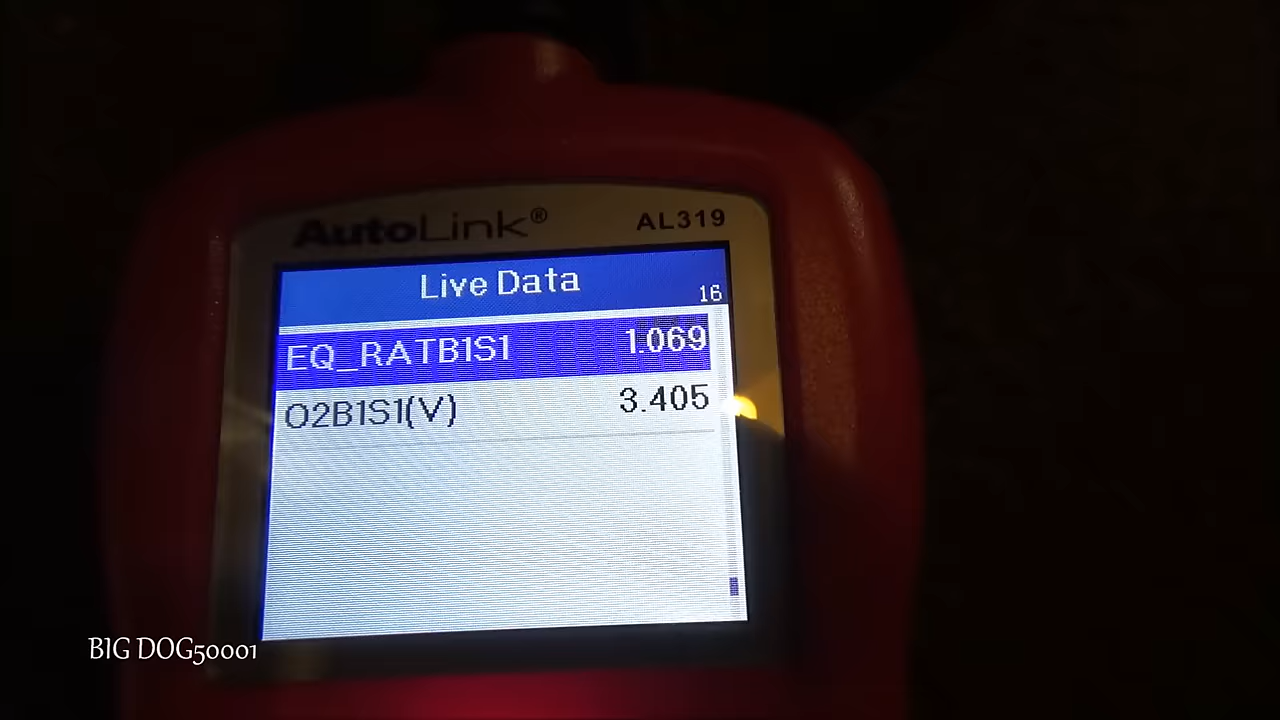 AutoLink® AL319
Live Data
16
EQ_RATB1S1 1.069
O2B1S1(V) 3.405
BIG DOG50001